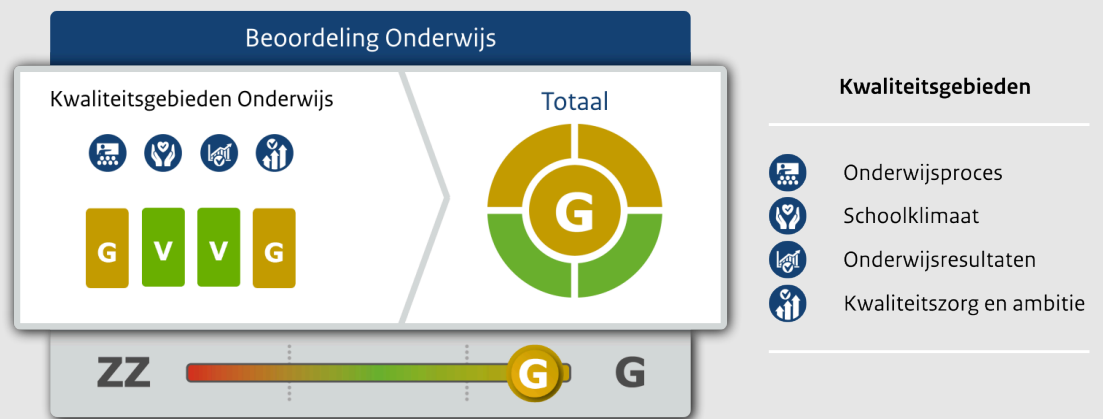 Beoordeling Onderwijs
Kwaliteitsgebieden Onderwijs
G V V G
Totaal
G
ZZ G G
Kwaliteitsgebieden
Onderwijsproces
Schoolklimaat
Onderwijsresultaten
Kwaliteitszorg en ambitie